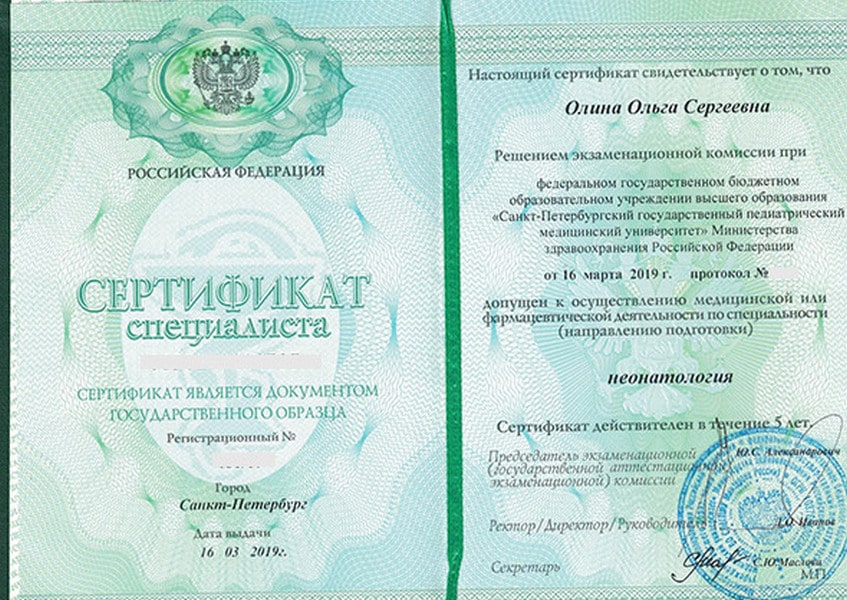 РОССИЙСКАЯ ФЕДЕРАЦИЯ
СЕРТИФИКАТ
специалиста
СЕРТИФИКАТ ЯВЛЯЕТСЯ ДОКУМЕНТОМ
ГОСУДАРСТВЕННОГО ОБРАЗЦА
Регистрационный №
Город
Санкт-Петербург
Дата выдачи
16 03 2019г.
Настоящий сертификат свидетельствует о том, что
Олина Ольга Сергеевна
Решением экзаменационной комиссии при
федеральном государственном бюджетном
образовательном учреждении высшего образования
«Санкт-Петербургский государственный педиатрический
медицинский университет» Министерства
здравоохранения Российской Федерации
от 16 марта 2019 г. протокол №
допущен к осуществлению медицинской или
фармацевтической деятельности по специальности
(направлению подготовки)
неонатология
Сертификат действителен в течение 5 лет.
Председатель экзаменационной
(государственной аттестационной
экзаменационной) комиссии
Ю.С. Александрович
Ректор/Директор/Руководитель
Д.О. Иванов
Секретарь
С.Ю. Маслова
М.П.